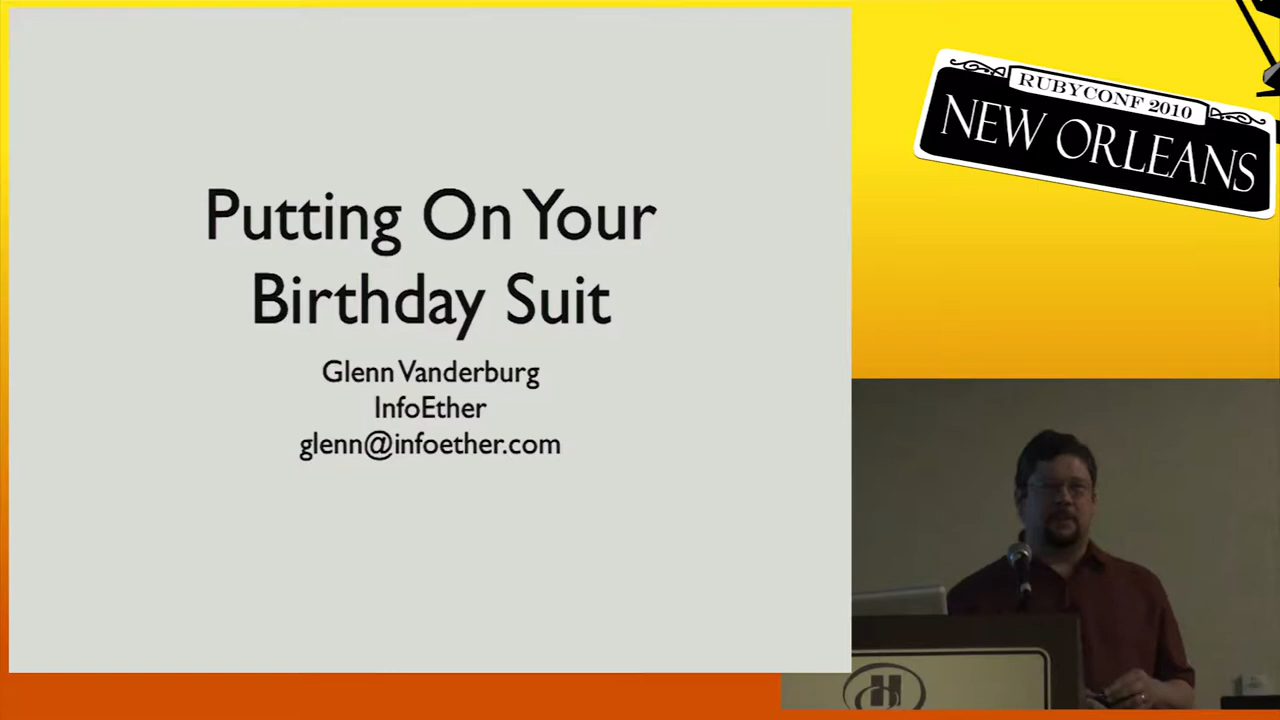 Putting On Your
Birthday Suit
Glenn Vanderburg
InfoEther
glenn@infoether.com
RUBYCONF 2010
NEW ORLEANS
H